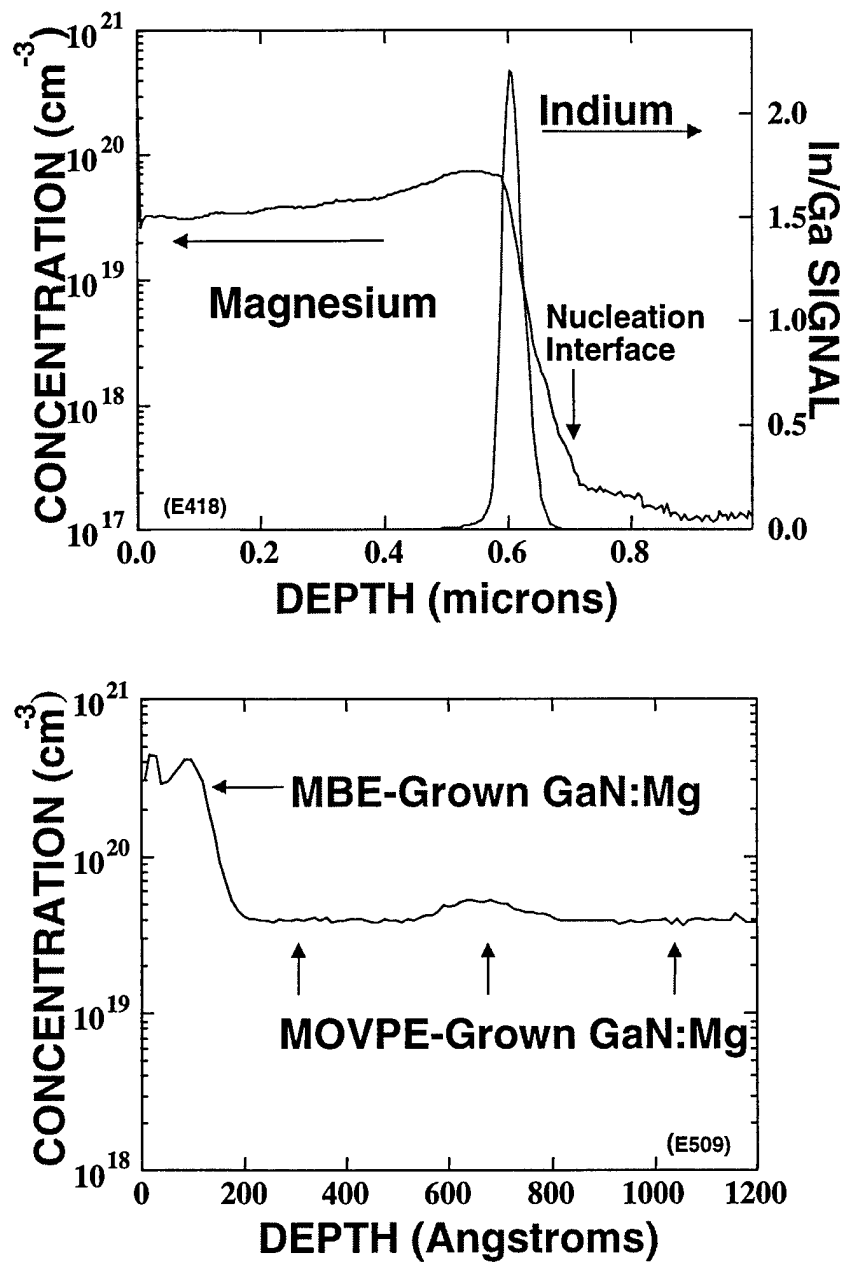 10^21
10^20
10^19
10^18
10^17
CONCENTRATION (cm^-3)
Indium
Magnesium
Nucleation
Interface
(E418)
2.0
1.5
1.0
0.5
0.0
In/Ga SIGNAL
0.0 0.2 0.4 0.6 0.8
DEPTH (microns)
10^21
10^20
10^19
10^18
CONCENTRATION (cm^-3)
MBE-Grown GaN:Mg
MOVPE-Grown GaN:Mg
(E509)
0 200 400 600 800 1000 1200
DEPTH (Angstroms)